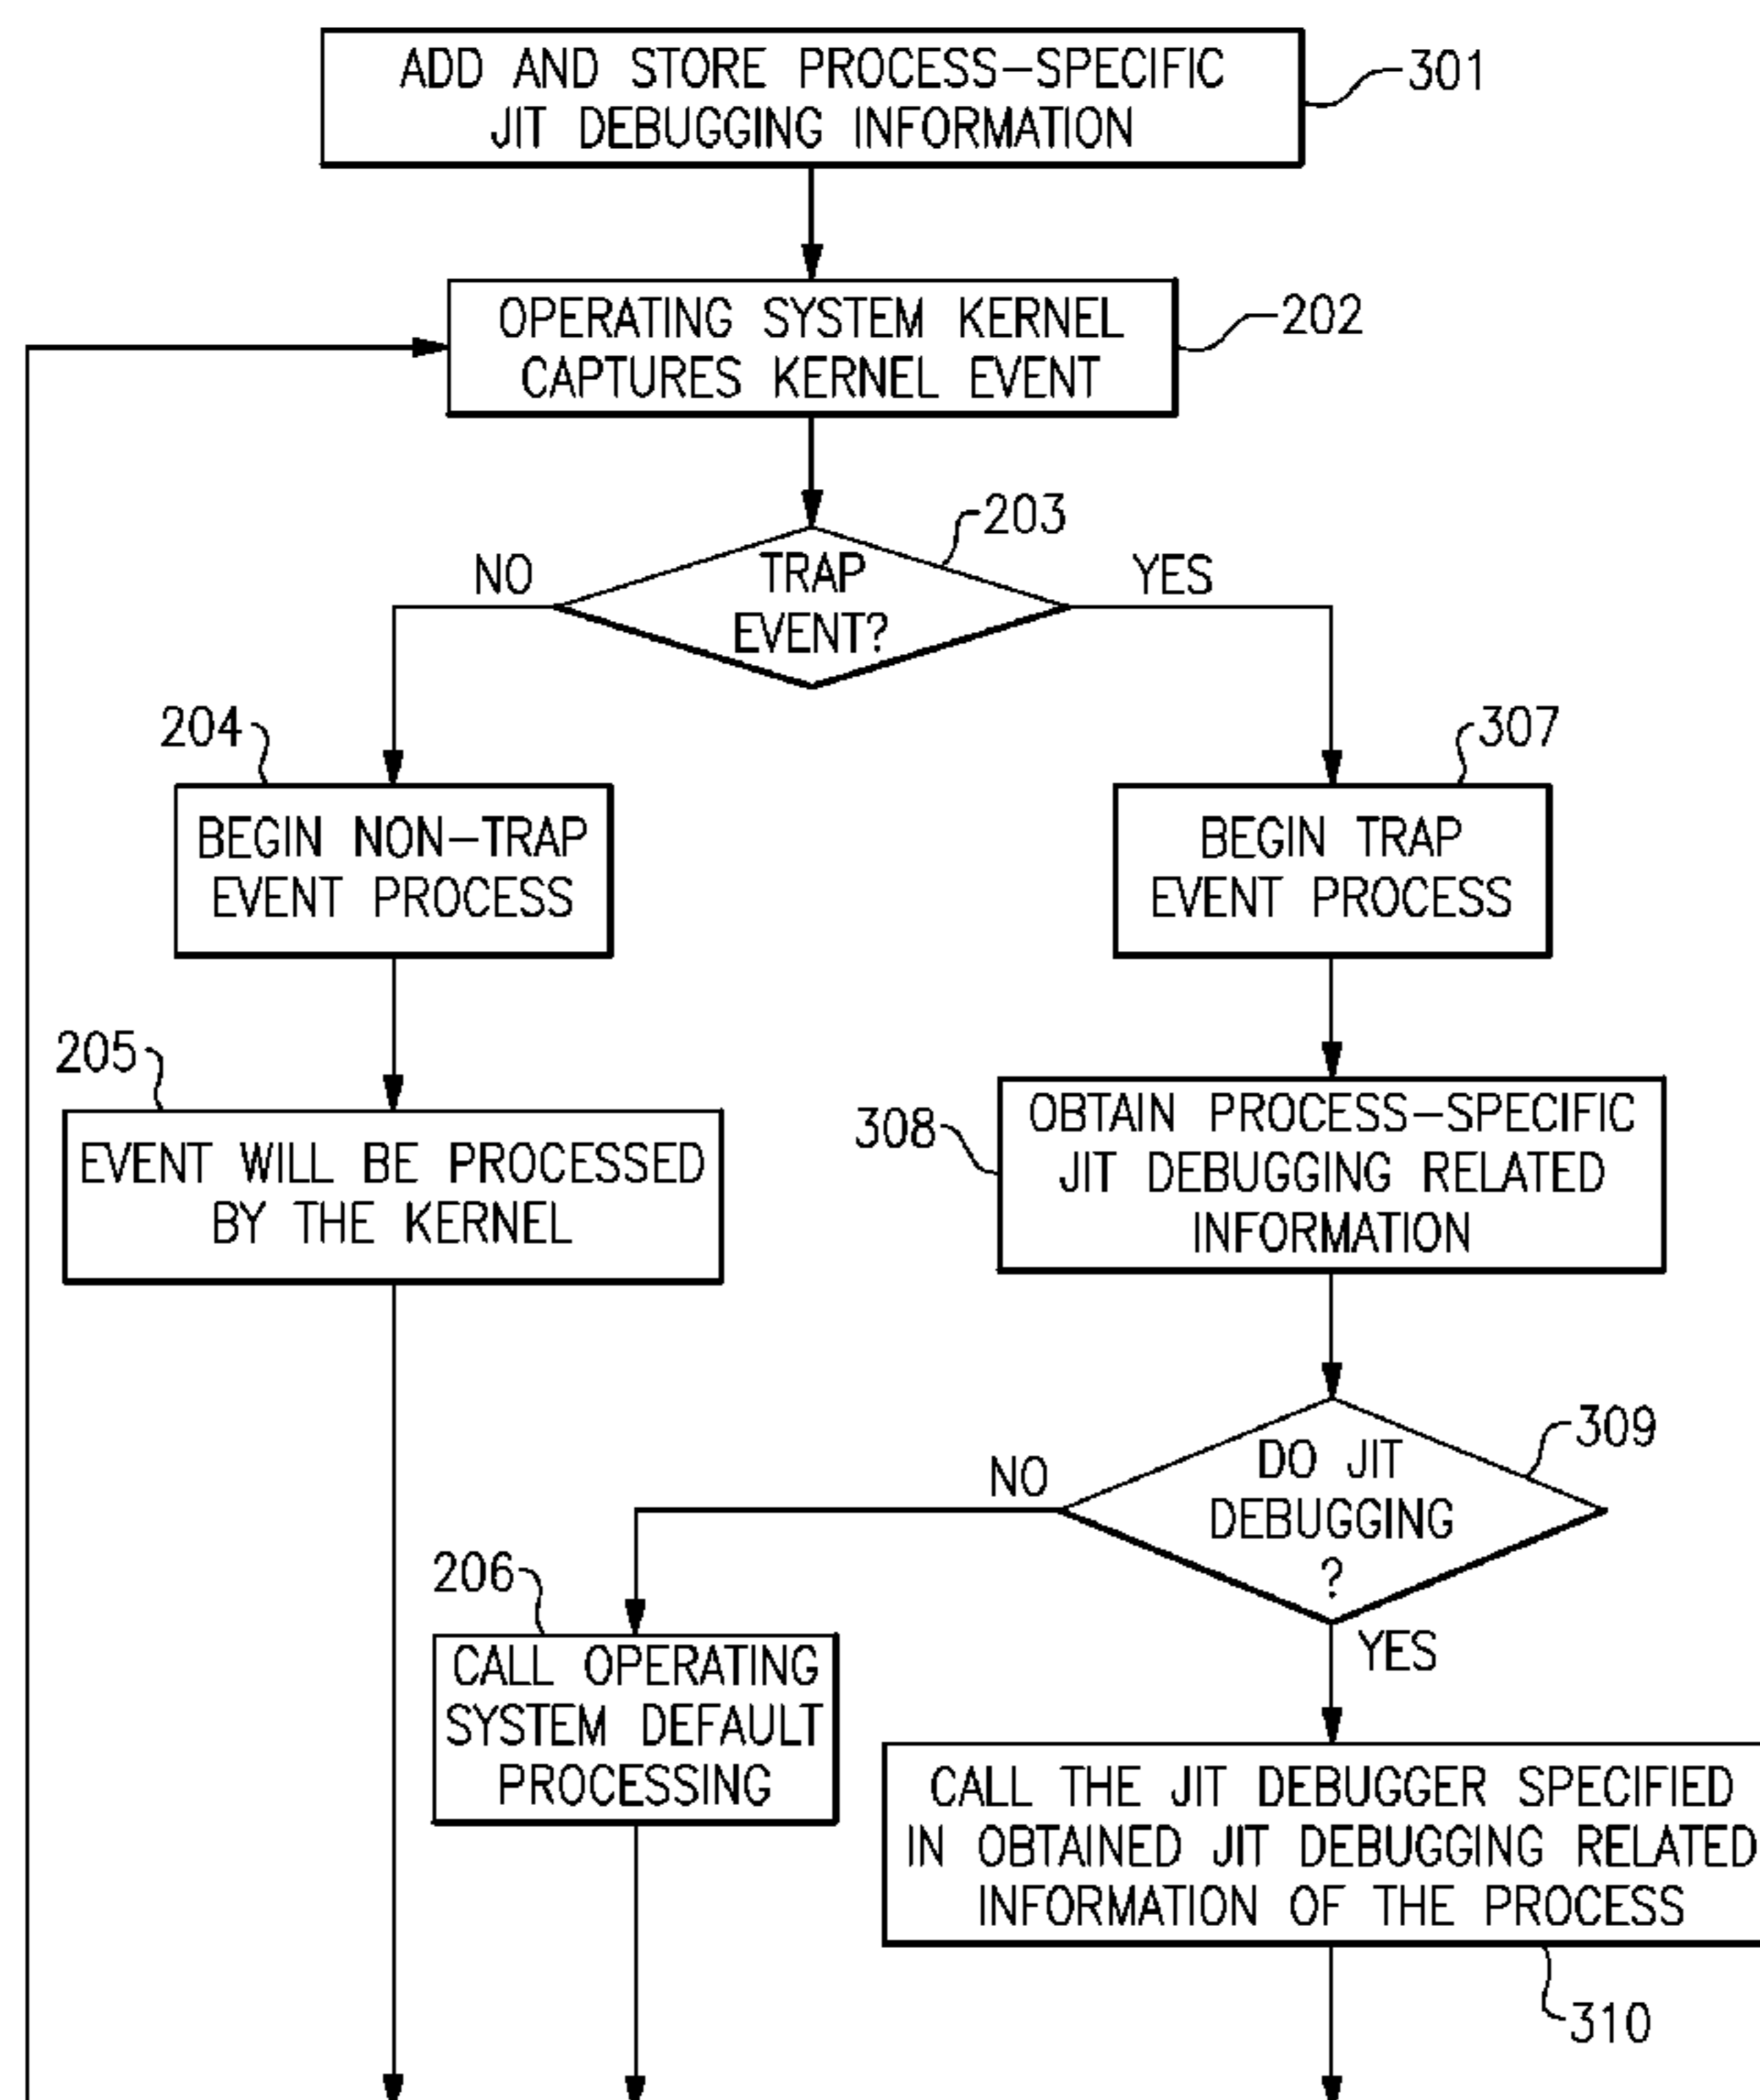 ADD AND STORE PROCESS-SPECIFIC
JIT DEBUGGING INFORMATION
301
OPERATING SYSTEM KERNEL
CAPTURES KERNEL EVENT
202
203
TRAP
EVENT?
NO
YES
204
307
BEGIN NON-TRAP
EVENT PROCESS
BEGIN TRAP
EVENT PROCESS
205
EVENT WILL BE PROCESSED
BY THE KERNEL
308
OBTAIN PROCESS-SPECIFIC
JIT DEBUGGING RELATED
INFORMATION
309
DO JIT
DEBUGGING
?
NO
YES
206
CALL OPERATING
SYSTEM DEFAULT
PROCESSING
CALL THE JIT DEBUGGER SPECIFIED
IN OBTAINED JIT DEBUGGING RELATED
INFORMATION OF THE PROCESS
310